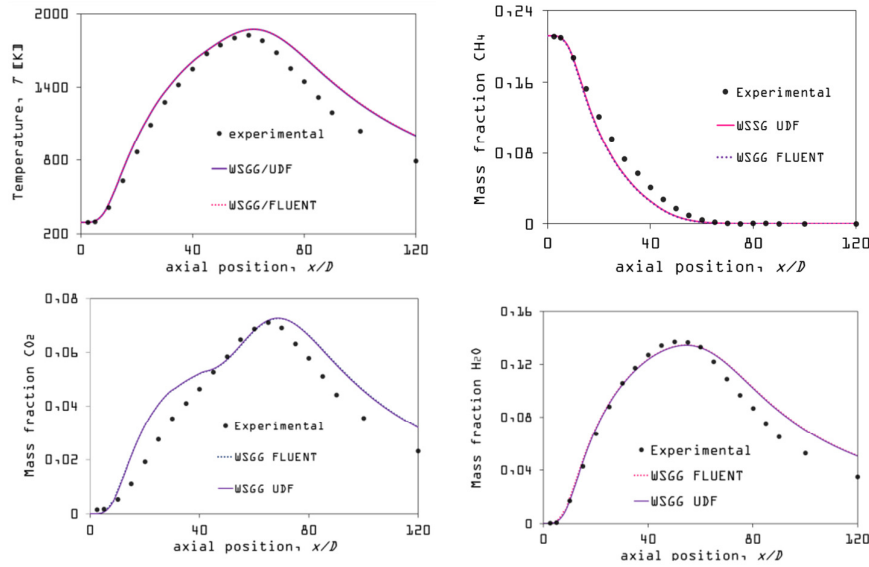 2000
1400
800
200
Temperature, T [K]
experimental
WSGG/UDF
WSGG/FLUENT
0 40 80 120
axial position, x/D
0,24
0,16
0,08
0
Mass fraction CH₄
Experimental
WSSG UDF
WSGG FLUENT
0 40 80 120
axial position, x/D
0,08
0,06
0,04
0,02
0
Mass fraction CO₂
Experimental
WSGG FLUENT
WSGG UDF
0 40 80 120
axial position, x/D
0,16
0,12
0,08
0,04
0
Mass fraction H₂O
Experimental
WSGG FLUENT
WSGG UDF
0 40 80 120
axial position, x/D